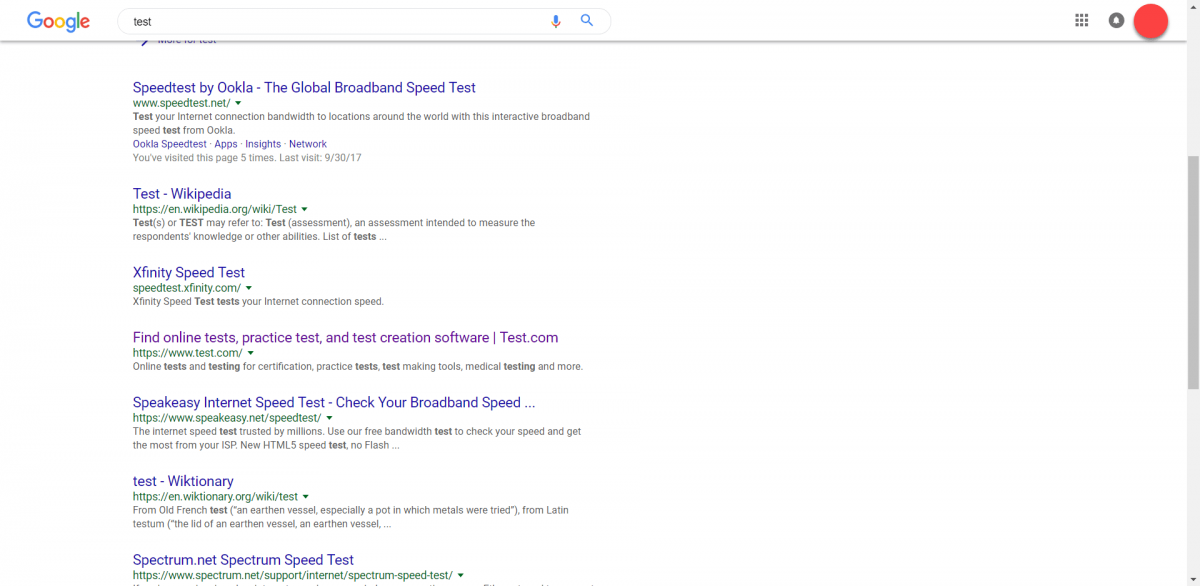 Google
test
More for test
Speedtest by Ookla - The Global Broadband Speed Test
www.speedtest.net/
Test your Internet connection bandwidth to locations around the world with this interactive broadband
speed test from Ookla.
Ookla Speedtest · Apps · Insights · Network
You've visited this page 5 times. Last visit: 9/30/17
Test - Wikipedia
https://en.wikipedia.org/wiki/Test
Test(s) or TEST may refer to: Test (assessment), an assessment intended to measure the
respondents' knowledge or other abilities. List of tests ...
Xfinity Speed Test
speedtest.xfinity.com/
Xfinity Speed Test tests your Internet connection speed.
Find online tests, practice test, and test creation software | Test.com
https://www.test.com/
Online tests and testing for certification, practice tests, test making tools, medical testing and more.
Speakeasy Internet Speed Test - Check Your Broadband Speed ...
https://www.speakeasy.net/speedtest/
The internet speed test trusted by millions. Use our free bandwidth test to check your speed and get
the most from your ISP. New HTML5 speed test, no Flash ...
test - Wiktionary
https://en.wiktionary.org/wiki/test
From Old French test (“an earthen vessel, especially a pot in which metals were tried”), from Latin
testum (“the lid of an earthen vessel, an earthen vessel, ...
Spectrum.net Spectrum Speed Test
https://www.spectrum.net/support/internet/spectrum-speed-test/